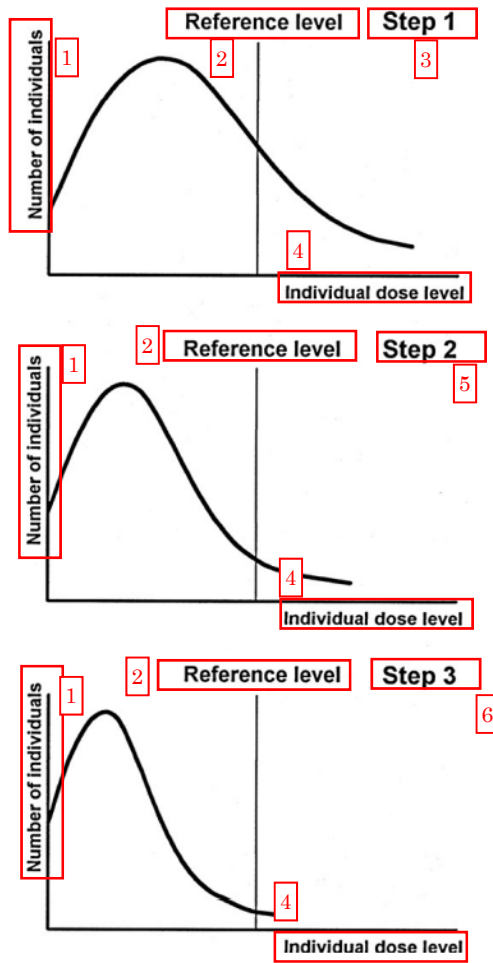 Reference level Step 1
1 2 3
Number of individuals
4
Individual dose level
2 Reference level Step 2
1 5
Number of individuals
4
Individual dose level
2 Reference level Step 3
1 6
Number of individuals
4
Individual dose level